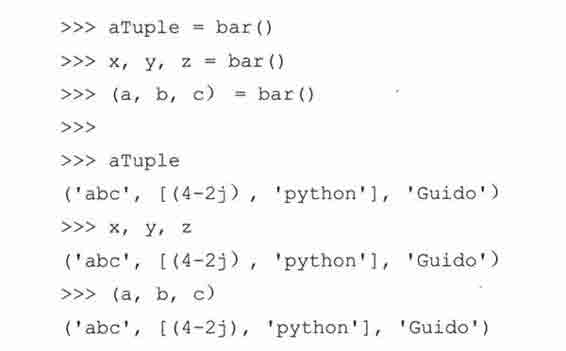 >>> aTuple = bar()
>>> x, y, z = bar()
>>> (a, b, c) = bar()
>>>
>>> aTuple
('abc', [(4-2j), 'python'], 'Guido')
>>> x, y, z
('abc', [(4-2j), 'python'], 'Guido')
>>> (a, b, c)
('abc', [(4-2j), 'python'], 'Guido')